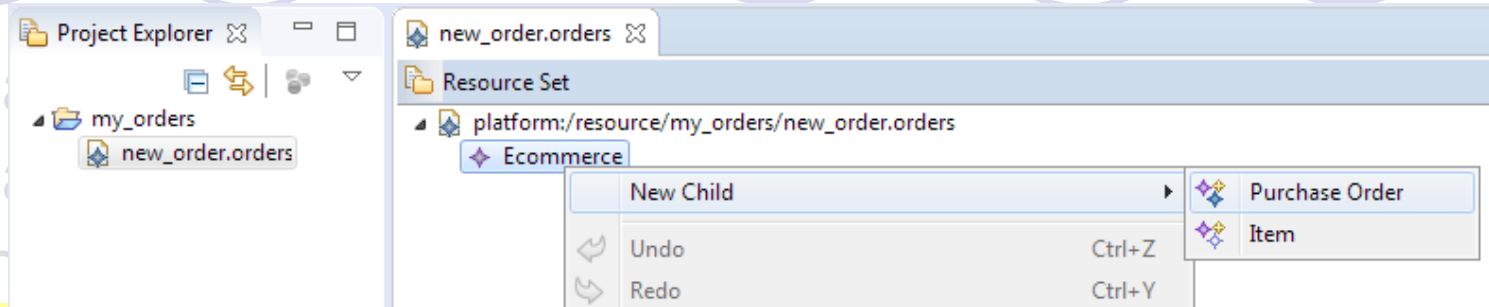 Project Explorer
my_orders
new_order.orders
new_order.orders
Resource Set
platform:/resource/my_orders/new_order.orders
Ecommerce
New Child
Undo Ctrl+Z
Redo Ctrl+Y
Purchase Order
Item